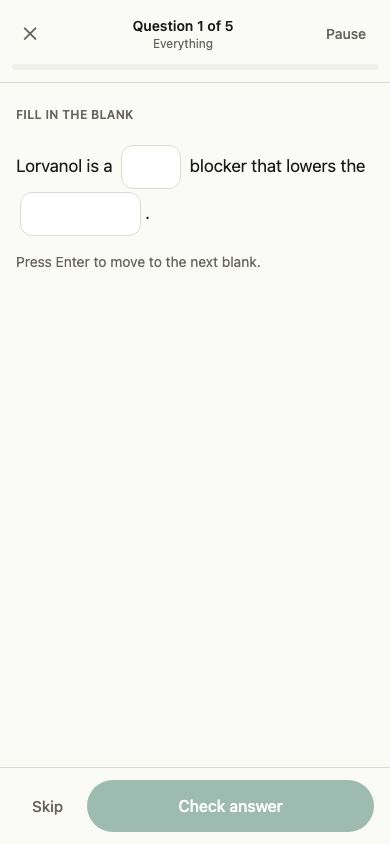 Question 1 of 5
Everything
Pause
FILL IN THE BLANK
Lorvanol is a blocker that lowers the
.
Press Enter to move to the next blank.
Skip
Check answer